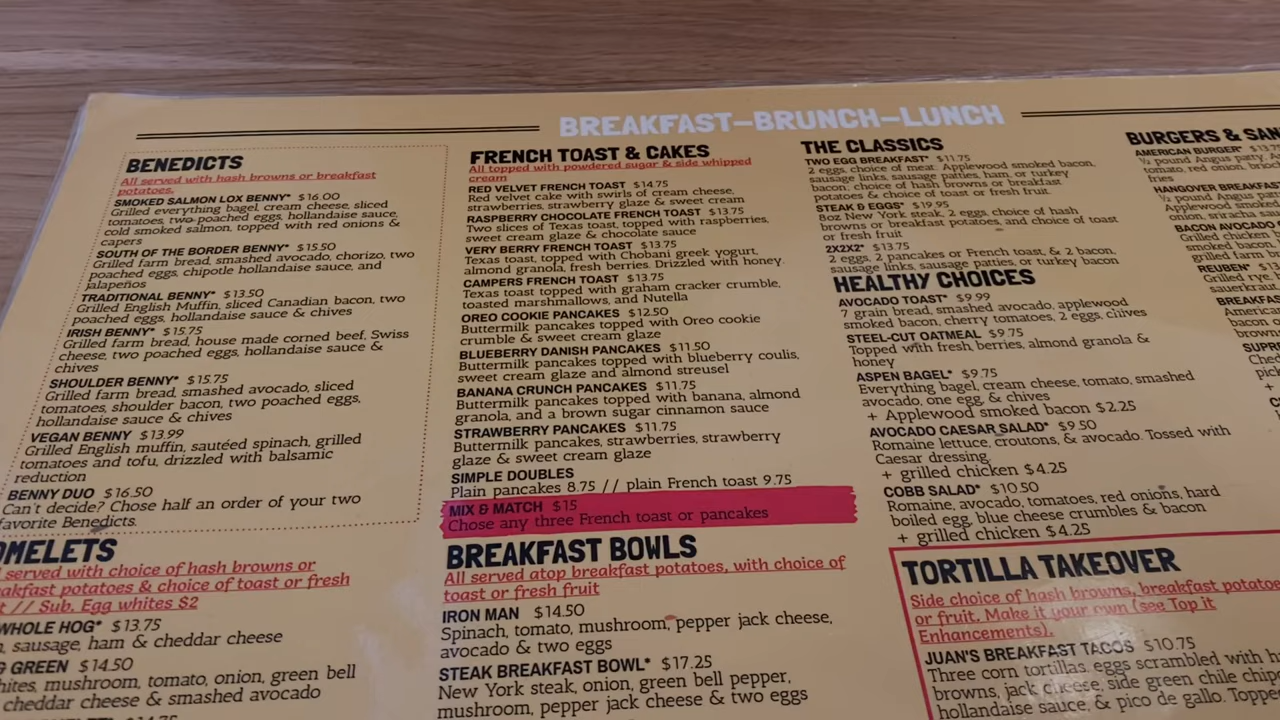 BREAKFAST–BRUNCH–LUNCH
BENEDICTS
All served with hash browns or breakfast
potatoes.
SMOKED SALMON LOX BENNY* $16.00
Grilled everything bagel, cream cheese, sliced
tomatoes, two poached eggs, hollandaise sauce,
cold smoked salmon, topped with red onions &
capers
SOUTH OF THE BORDER BENNY* $15.50
Grilled farm bread, smashed avocado, chorizo, two
poached eggs, chipotle hollandaise sauce, and
jalapeños
TRADITIONAL BENNY* $13.50
Grilled English Muffin, sliced Canadian bacon, two
poached eggs, hollandaise sauce & chives
IRISH BENNY* $15.75
Grilled farm bread, house made corned beef, Swiss
cheese, two poached eggs, hollandaise sauce &
chives
SHOULDER BENNY* $15.75
Grilled farm bread, smashed avocado, sliced
tomatoes, shoulder bacon, two poached eggs,
hollandaise sauce & chives
VEGAN BENNY $13.99
Grilled English muffin, sautéed spinach, grilled
tomatoes and tofu, drizzled with balsamic
reduction
BENNY DUO $16.50
Can't decide? Chose half an order of your two
favorite Benedicts.
OMELETS
served with choice of hash browns or
potatoes & choice of toast or fresh
// Sub. Egg whites $2
WHOLE HOG* $13.75
sausage, ham & cheddar cheese
GREEN $14.50
mushroom, tomato, onion, green bell
cheddar cheese & smashed avocado
FRENCH TOAST & CAKES
All topped with powdered sugar & side whipped
cream
RED VELVET FRENCH TOAST $14.75
Red velvet cake with swirls of cream cheese,
strawberries, strawberry glaze & sweet cream
RASPBERRY CHOCOLATE FRENCH TOAST $13.75
Two slices of Texas toast, topped with raspberries,
sweet cream glaze & chocolate sauce
VERY BERRY FRENCH TOAST $13.75
Texas toast, topped with Chobani greek yogurt,
almond granola, fresh berries. Drizzled with honey.
CAMPERS FRENCH TOAST $13.75
Texas toast topped with graham cracker crumble,
toasted marshmallows, and Nutella
OREO COOKIE PANCAKES $12.50
Buttermilk pancakes topped with Oreo cookie
crumble & sweet cream glaze
BLUEBERRY DANISH PANCAKES $11.50
Buttermilk pancakes topped with blueberry coulis,
sweet cream glaze and almond streusel
BANANA CRUNCH PANCAKES $11.75
Buttermilk pancakes topped with banana, almond
granola, and a brown sugar cinnamon sauce
STRAWBERRY PANCAKES $11.75
Buttermilk pancakes, strawberries, strawberry
glaze & sweet cream glaze
SIMPLE DOUBLES
Plain pancakes 8.75 // plain French toast 9.75
MIX & MATCH $15
Chose any three French toast or pancakes
BREAKFAST BOWLS
All served atop breakfast potatoes, with choice of
toast or fresh fruit
IRON MAN $14.50
Spinach, tomato, mushroom, pepper jack cheese,
avocado & two eggs
STEAK BREAKFAST BOWL* $17.25
New York steak, onion, green bell pepper,
mushroom, pepper jack cheese & two eggs
THE CLASSICS
TWO EGG BREAKFAST* $11.75
2 eggs, choice of meat. Applewood smoked bacon,
sausage links, sausage patties, ham, or turkey
bacon, choice of hash browns or breakfast
potatoes & choice of toast or fresh fruit.
STEAK & EGGS* $19.95
8oz New York steak, 2 eggs, choice of hash
browns or breakfast potatoes, and choice of toast
or fresh fruit
2X2X2* $13.75
2 eggs, 2 pancakes or French toast, & 2 bacon,
sausage links, sausage patties, or turkey bacon
HEALTHY CHOICES
AVOCADO TOAST* $9.99
7 grain bread, smashed avocado, applewood
smoked bacon, cherry tomatoes, 2 eggs, chives
STEEL-CUT OATMEAL $9.75
Topped with fresh, berries, almond granola &
honey
ASPEN BAGEL* $9.75
Everything bagel, cream cheese, tomato, smashed
avocado, one egg, & chives
+ Applewood smoked bacon $2.25
AVOCADO CAESAR SALAD* $9.50
Romaine lettuce, croutons, & avocado. Tossed with
Caesar dressing.
+ grilled chicken $4.25
COBB SALAD* $10.50
Romaine, avocado, tomatoes, red onions, hard
boiled egg, blue cheese crumbles & bacon
+ grilled chicken $4.25
TORTILLA TAKEOVER
Side choice of hash browns, breakfast potatoes
or fruit. Make it your own (see Top it
Enhancements).
JUAN'S BREAKFAST TACOS $10.75
Three corn tortillas, eggs scrambled with
browns, jack cheese, side green chile
hollandaise sauce, & pico de gallo.
BURGERS &
AMERICAN BURGER*
½ pound Angus party,
tomato, red onion,
fries
HANGOVER BREAKFAST
½ pound Angus
Applewood smoked
onion, sriracha
BACON AVOCADO
Grilled chicken
smoked bacon,
grilled farm
REUBEN*
Grilled rye,
sauerkraut
BREAKFAST
American
bacon,